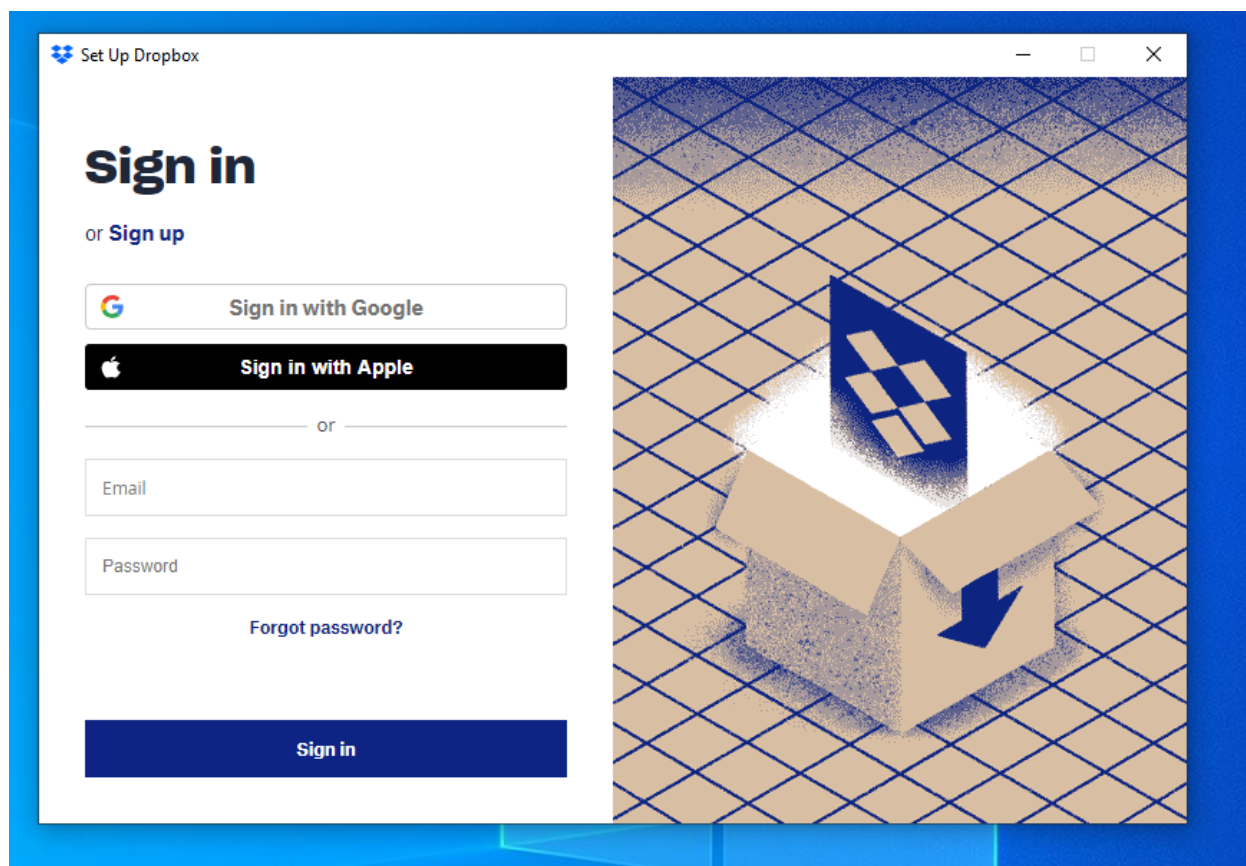 Set Up Dropbox
Sign in
or Sign up
Sign in with Google
Sign in with Apple
or
Email
Password
Forgot password?
Sign in